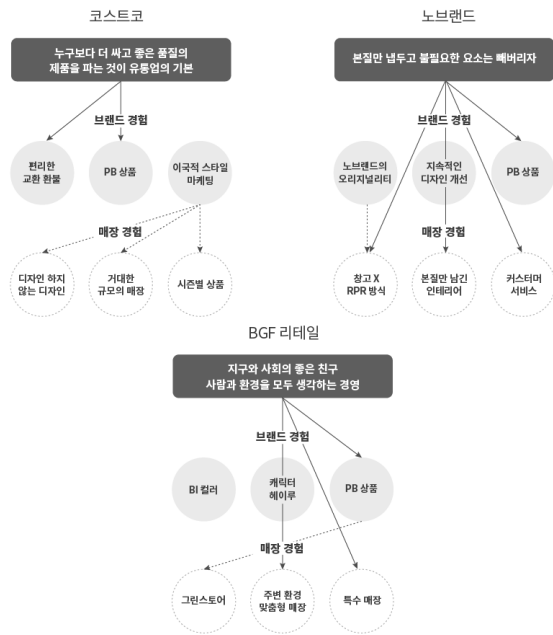 코스트코
누구보다 더 싸고 좋은 품질의
제품을 파는 것이 유통업의 기본
브랜드 경험
편리한
교환 환불
PB 상품
이국적 스타일
마케팅
매장 경험
디자인 하지
않는 디자인
거대한
규모의 매장
시즌별 상품
노브랜드
본질만 냅두고 불필요한 요소는 빼버리자
브랜드 경험
노브랜드의
오리지널리티
지속적인
디자인 개선
PB 상품
매장 경험
창고 X
RPR 방식
본질만 남긴
인테리어
커스터머
서비스
BGF 리테일
지구와 사회의 좋은 친구
사람과 환경을 모두 생각하는 경영
브랜드 경험
BI 컬러
캐릭터
헤이루
PB 상품
매장 경험
그린스토어
주변 환경
맞춤형 매장
특수 매장